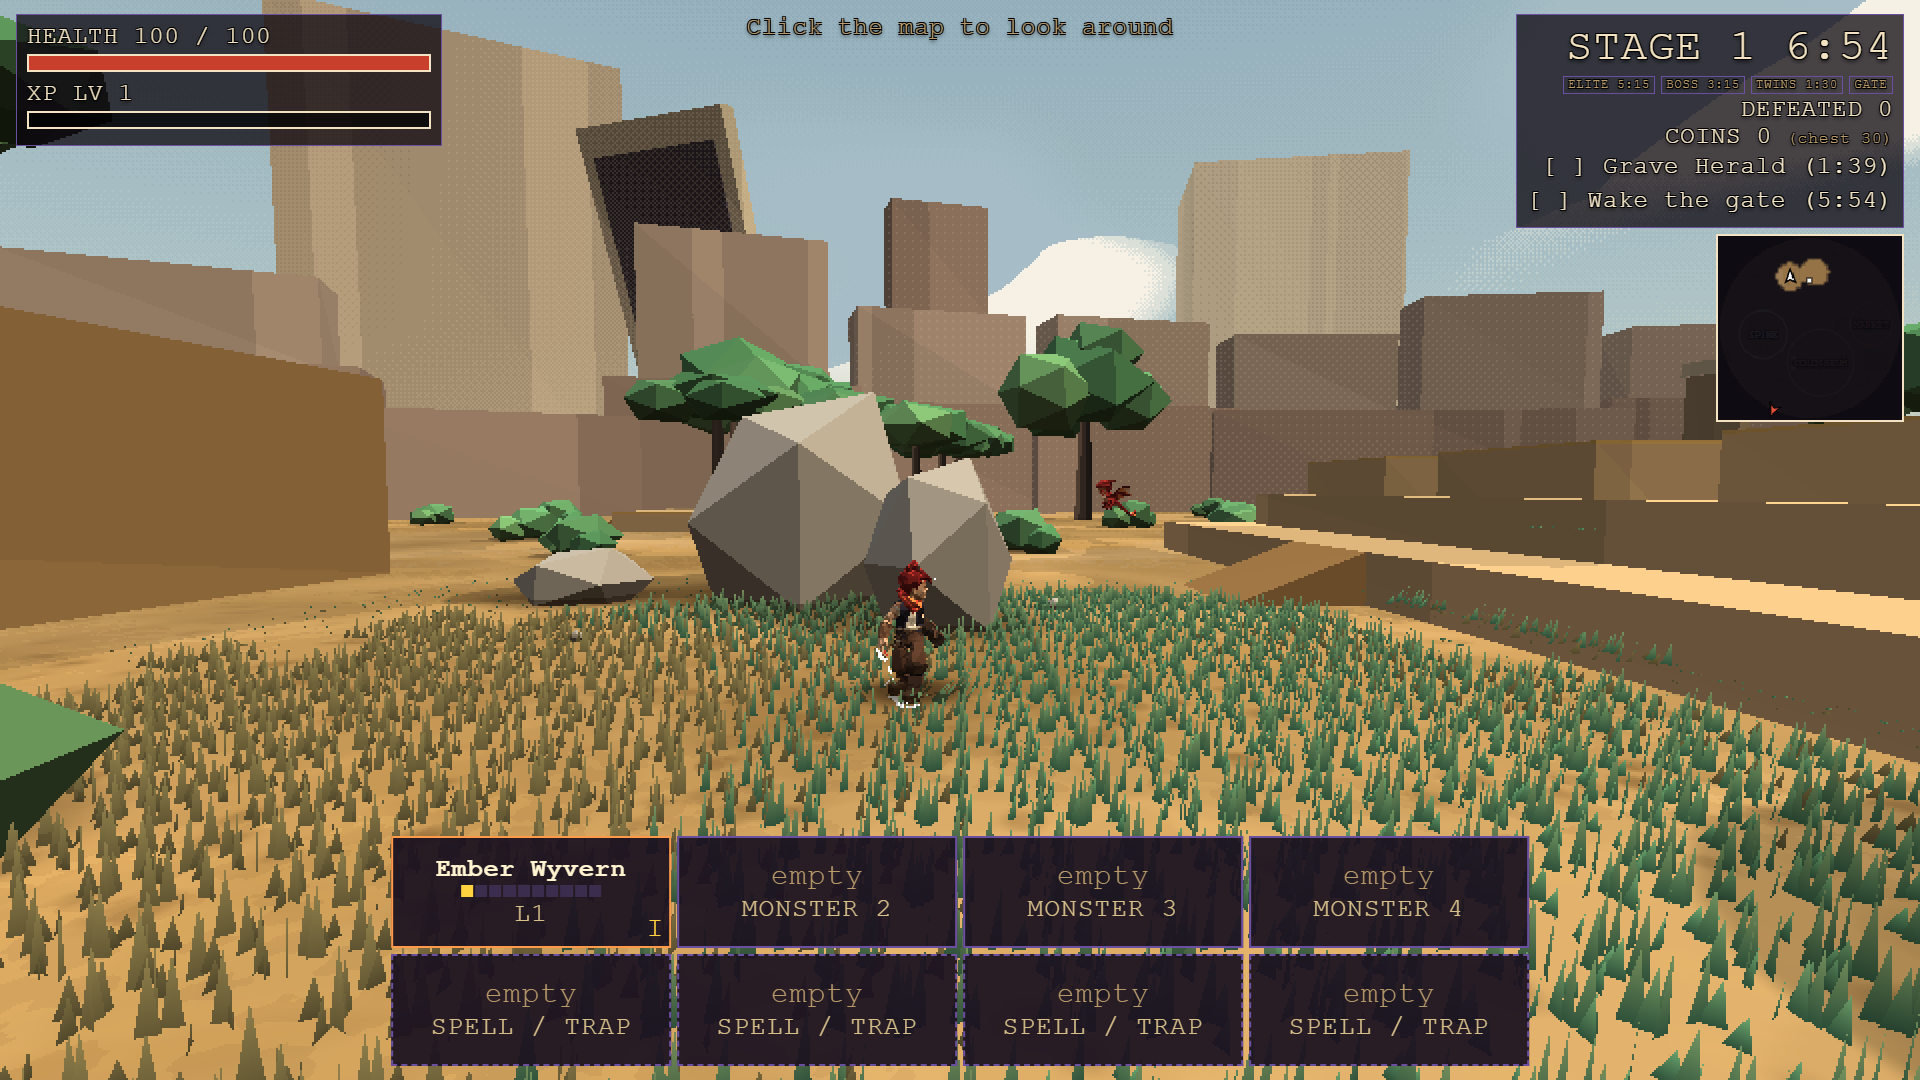 HEALTH 100 / 100
XP LV 1
Click the map to look around
STAGE 1 6:54
ELITE 5:15 BOSS 3:15 TWINS 1:30 GATE
DEFEATED 0
COINS 0 (chest 30)
[ ] Grave Herald (1:39)
[ ] Wake the gate (5:54)
Ember Wyvern
L1
I
empty
MONSTER 2
empty
MONSTER 3
empty
MONSTER 4
empty
SPELL / TRAP
empty
SPELL / TRAP
empty
SPELL / TRAP
empty
SPELL / TRAP